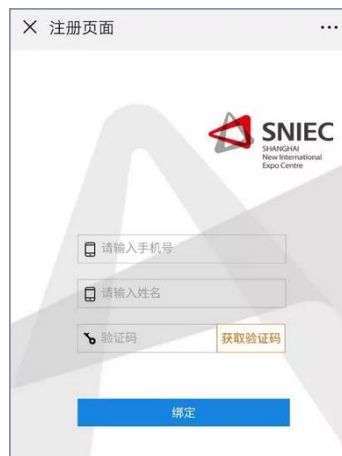 注册页面
SNIEC
SHANGHAI
New International
Expo Centre
请输入手机号
请输入姓名
验证码 获取验证码
绑定